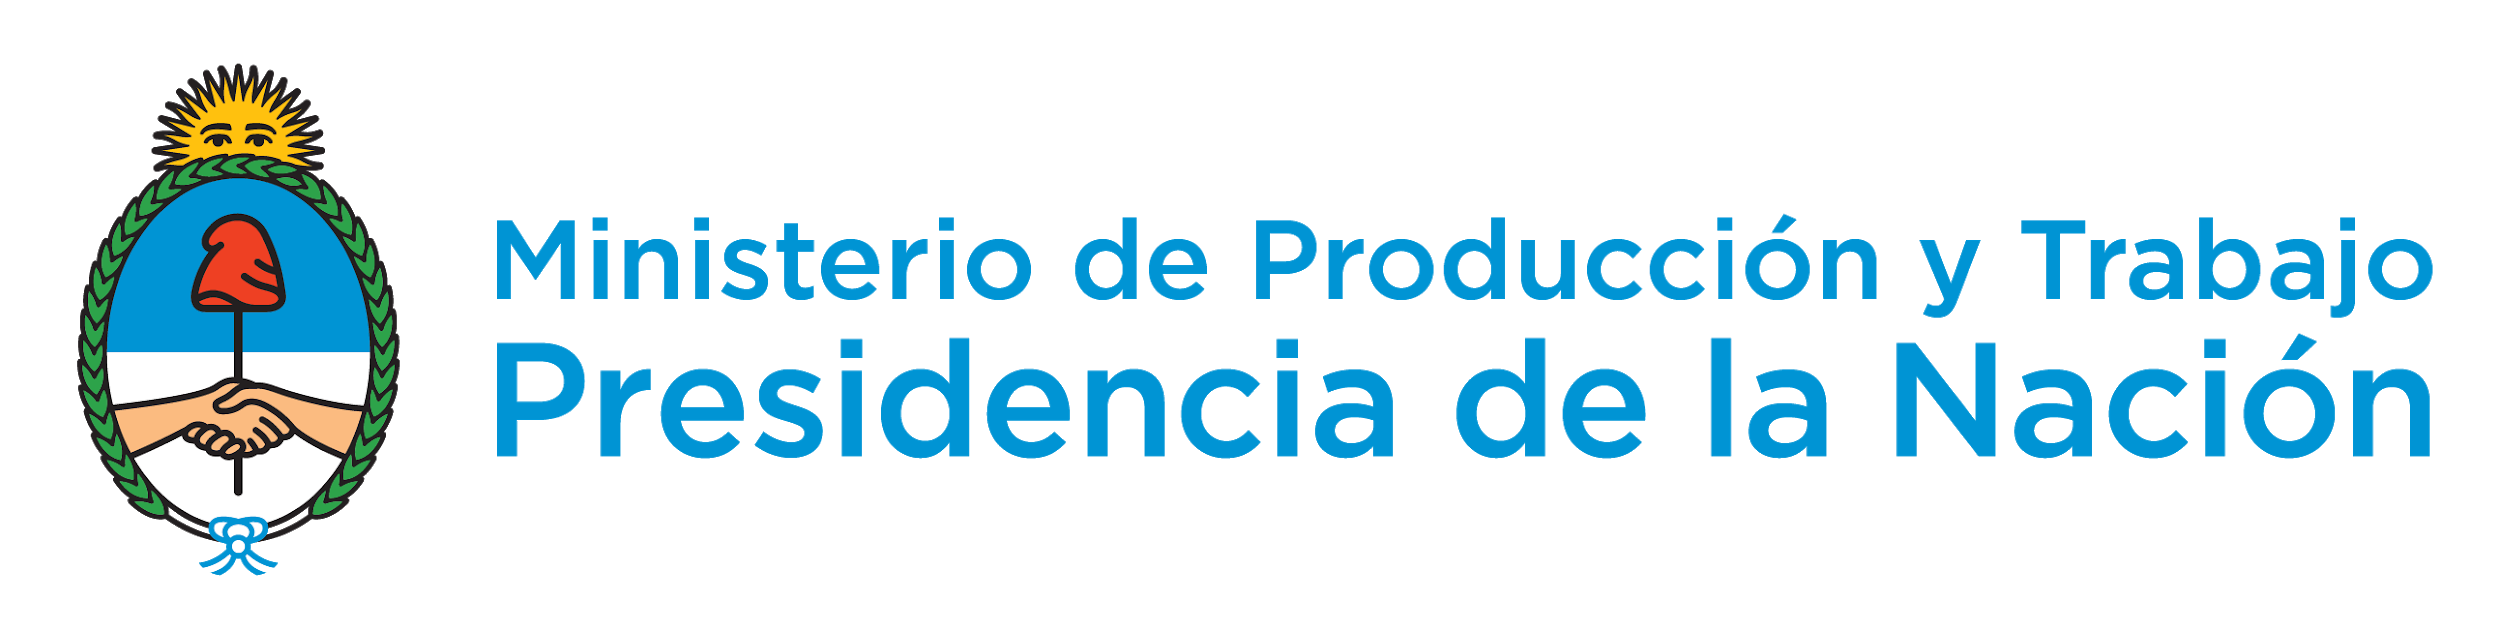 Ministerio de Producción y Trabajo
Presidencia de la Nación